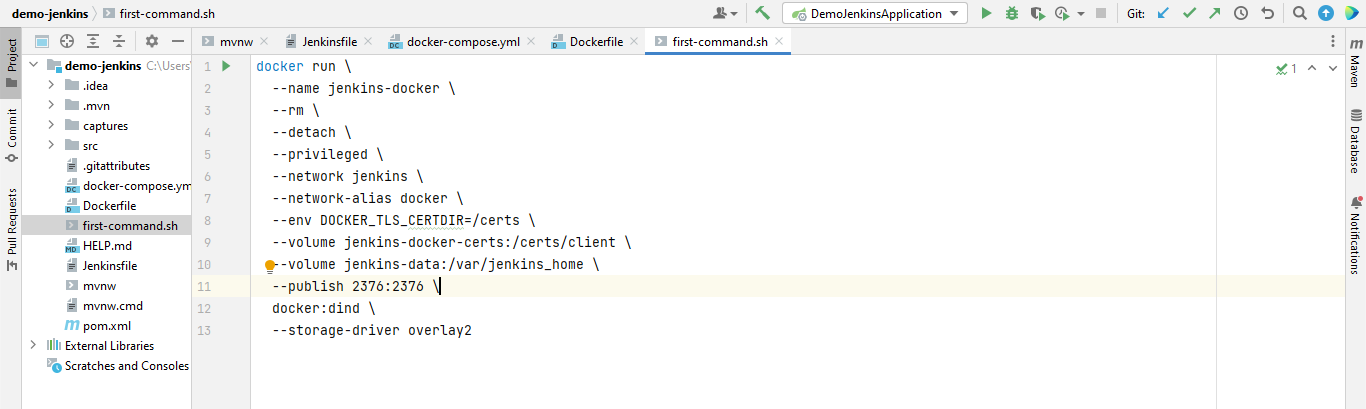 demo-jenkins
first-command.sh
DemoJenkinsApplication
Git:
Project
Commit
Pull Requests
demo-jenkins C:\Users\
.idea
.mvn
captures
src
.gitattributes
docker-compose.ym
Dockerfile
first-command.sh
HELP.md
Jenkinsfile
mvnw
mvnw.cmd
pom.xml
External Libraries
Scratches and Consoles
mvnw
Jenkinsfile
docker-compose.yml
Dockerfile
first-command.sh
1 docker run \
2 --name jenkins-docker \
3 --rm \
4 --detach \
5 --privileged \
6 --network jenkins \
7 --network-alias docker \
8 --env DOCKER_TLS_CERTDIR=/certs \
9 --volume jenkins-docker-certs:/certs/client \
10 --volume jenkins-data:/var/jenkins_home \
11 --publish 2376:2376 \
12 docker:dind \
13 --storage-driver overlay2
1
Maven
Database
Notifications